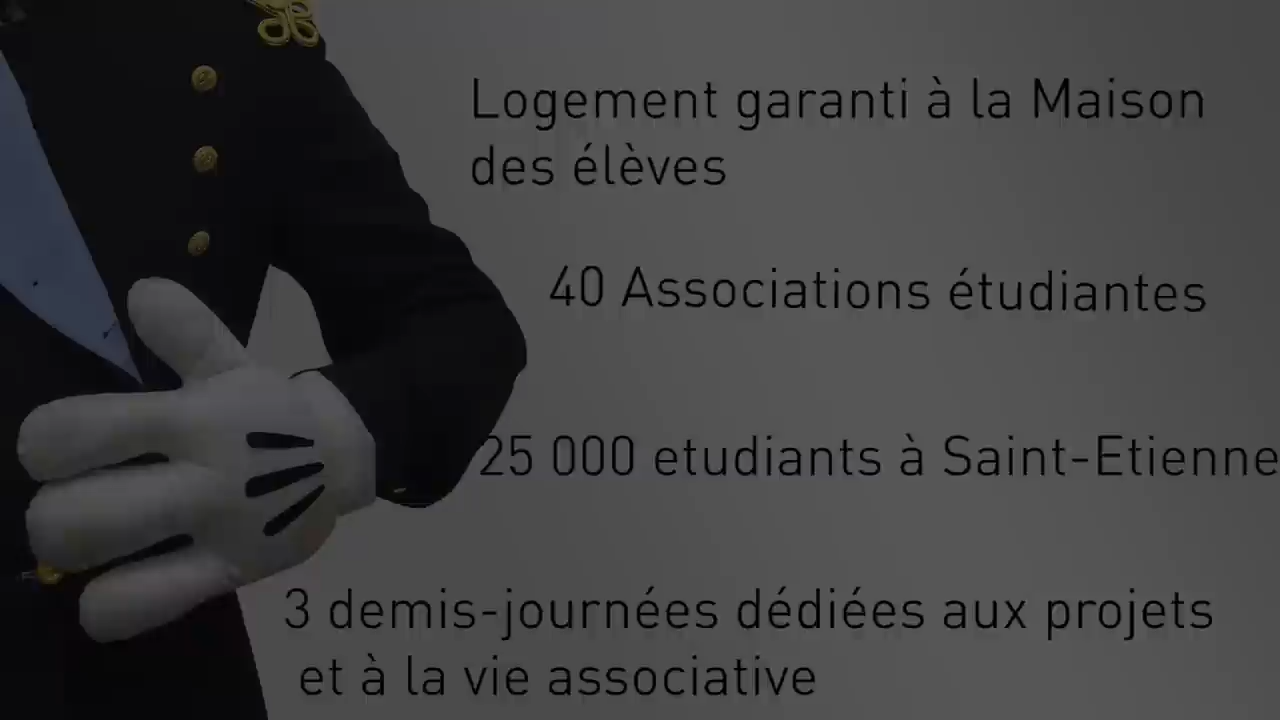 Logement garanti à la Maison
des élèves
40 Associations étudiantes
25 000 etudiants à Saint-Etienne
3 demis-journées dédiées aux projets
et à la vie associative